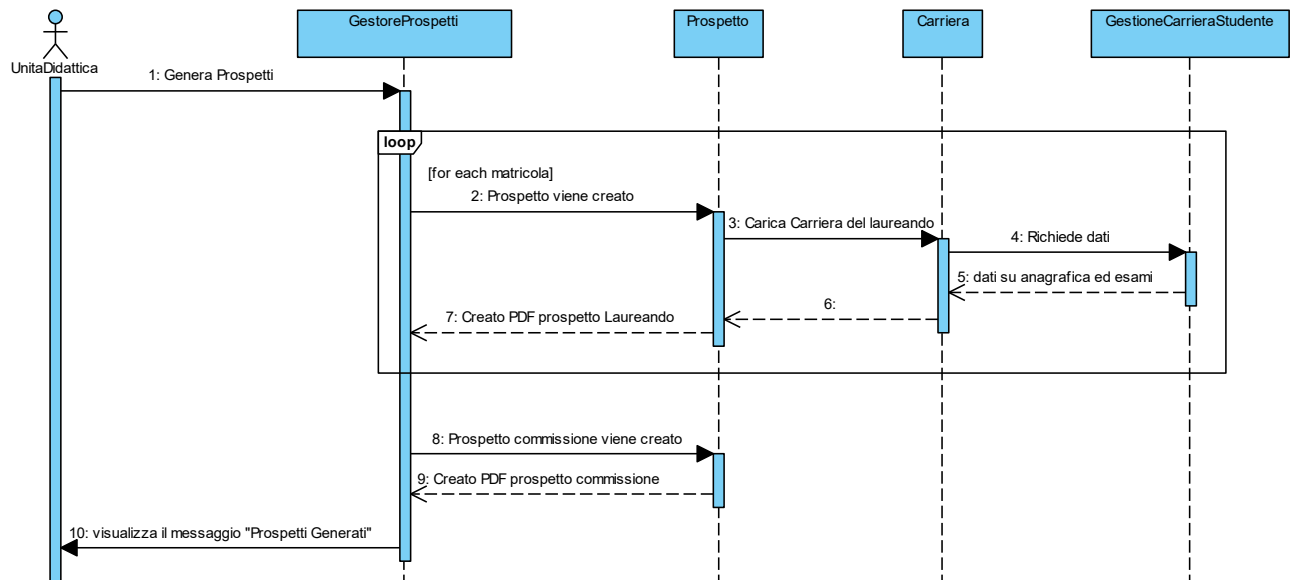 GestoreProspetti
Prospetto
Carriera
GestioneCarrieraStudente
UnitaDidattica
1: Genera Prospetti
loop
[for each matricola]
2: Prospetto viene creato
3: Carica Carriera del laureando
4: Richiede dati
5: dati su anagrafica ed esami
6:
7: Creato PDF prospetto Laureando
8: Prospetto commissione viene creato
9: Creato PDF prospetto commissione
10: visualizza il messaggio "Prospetti Generati"